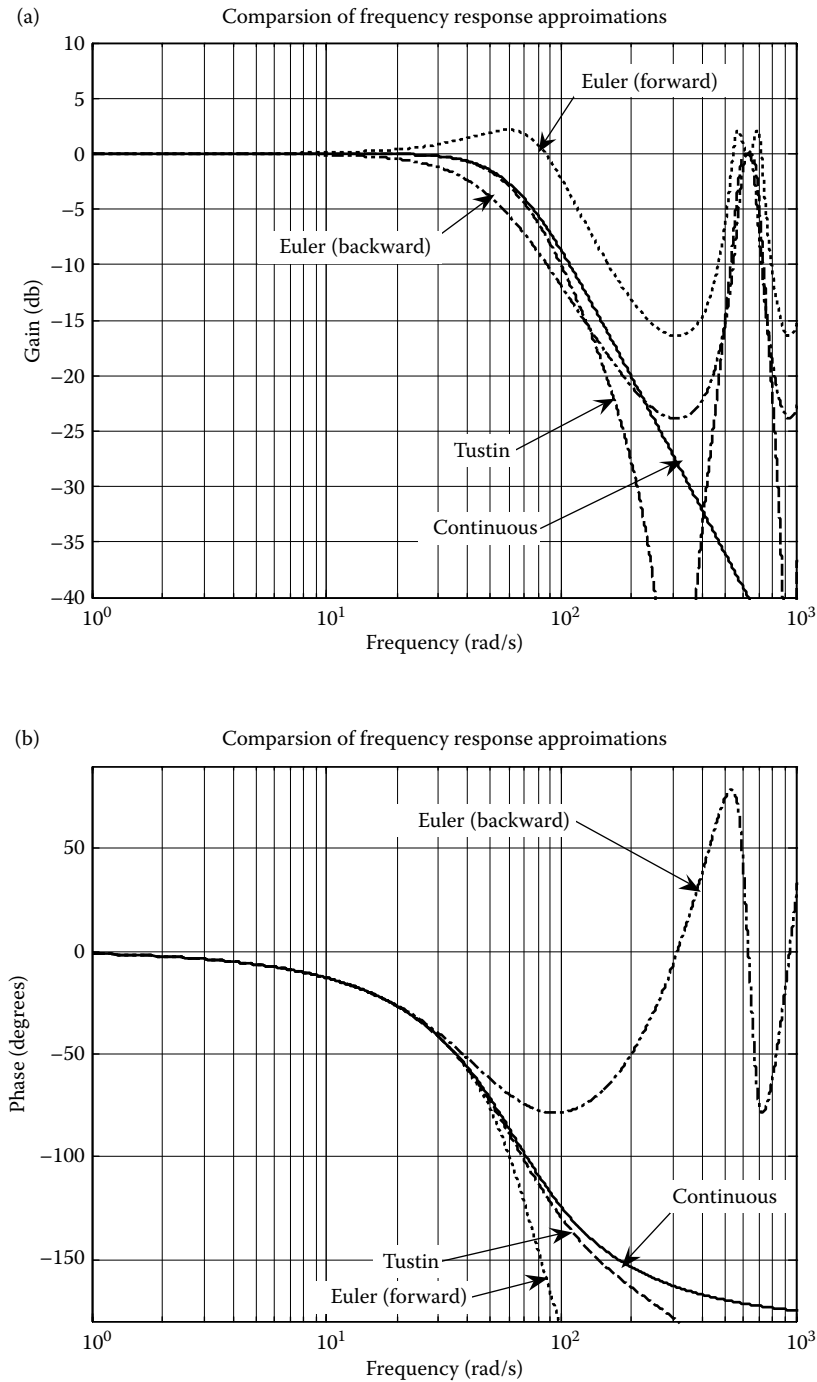 (a)
Comparsion of frequency response approimations
10
5
0
−5
−10
−15
−20
−25
−30
−35
−40
Gain (db)
Euler (forward)
Euler (backward)
Tustin
Continuous
10^0
10^1
10^2
10^3
Frequency (rad/s)
(b)
Comparsion of frequency response approimations
50
0
−50
−100
−150
Phase (degrees)
Euler (backward)
Continuous
Tustin
Euler (forward)
10^0
10^1
10^2
10^3
Frequency (rad/s)